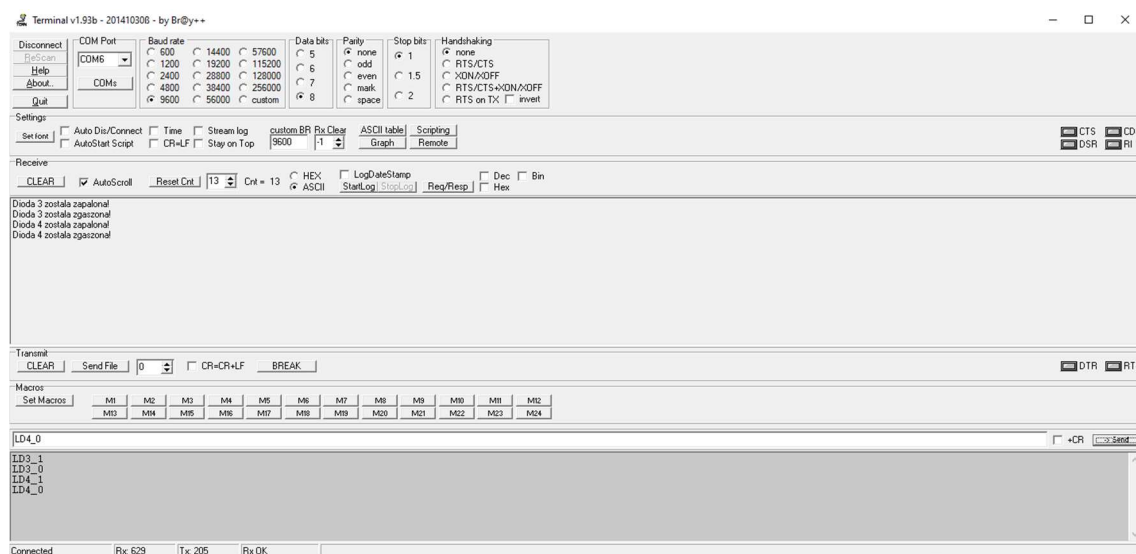 Terminal v1.93b - 20141030ß - by Br@y++
Disconnect
ReScan
Help
About..
Quit
COM Port
COM6
COMs
Baud rate
600 14400 57600
1200 19200 115200
2400 28800 128000
4800 38400 256000
9600 56000 custom
Data bits
5
6
7
8
Parity
none
odd
even
mark
space
Stop bits
1
1.5
2
Handshaking
none
RTS/CTS
XON/XOFF
RTS/CTS+XON/XOFF
RTS on TX invert
Settings
Set font
Auto Dis/Connect Time Stream log
AutoStart Script CR=LF Stay on Top
custom BR Rx Clear
9600 -1
ASCII table Scripting
Graph Remote
CTS CD
DSR RI
Receive
CLEAR AutoScroll Reset Cnt 13 Cnt = 13
HEX
ASCII
LogDateStamp
StartLog StopLog Req/Resp
Dec Bin
Hex
Dioda 3 zostala zapalona!
Dioda 3 zostala zgaszona!
Dioda 4 zostala zapalona!
Dioda 4 zostala zgaszona!
Transmit
CLEAR Send File 0 CR=CR+LF BREAK
DTR RT
Macros
Set Macros
M1 M2 M3 M4 M5 M6 M7 M8 M9 M10 M11 M12
M13 M14 M15 M16 M17 M18 M19 M20 M21 M22 M23 M24
LD4_0
+CR -> Send
LD3_1
LD3_0
LD4_1
LD4_0
Connected Rx: 629 Tx: 205 Rx OK